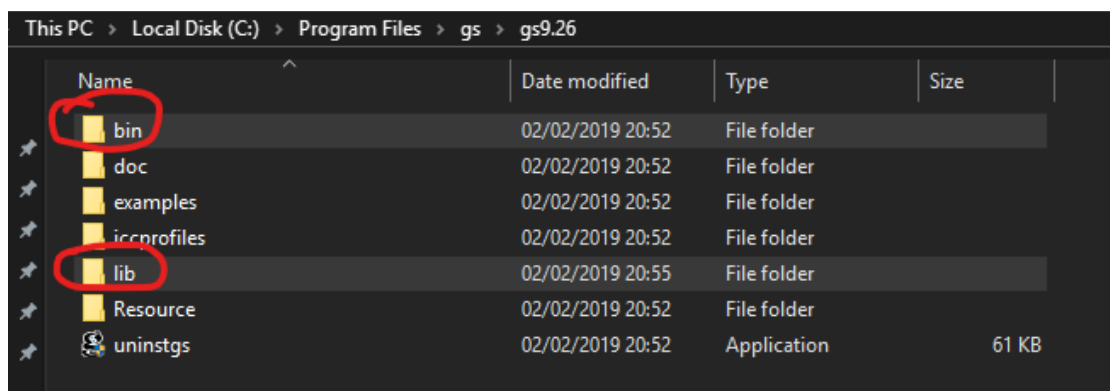 This PC > Local Disk (C:) > Program Files > gs > gs9.26
Name Date modified Type Size
bin 02/02/2019 20:52 File folder
doc 02/02/2019 20:52 File folder
examples 02/02/2019 20:52 File folder
iccprofiles 02/02/2019 20:52 File folder
lib 02/02/2019 20:55 File folder
Resource 02/02/2019 20:52 File folder
uninstgs 02/02/2019 20:52 Application 61 KB